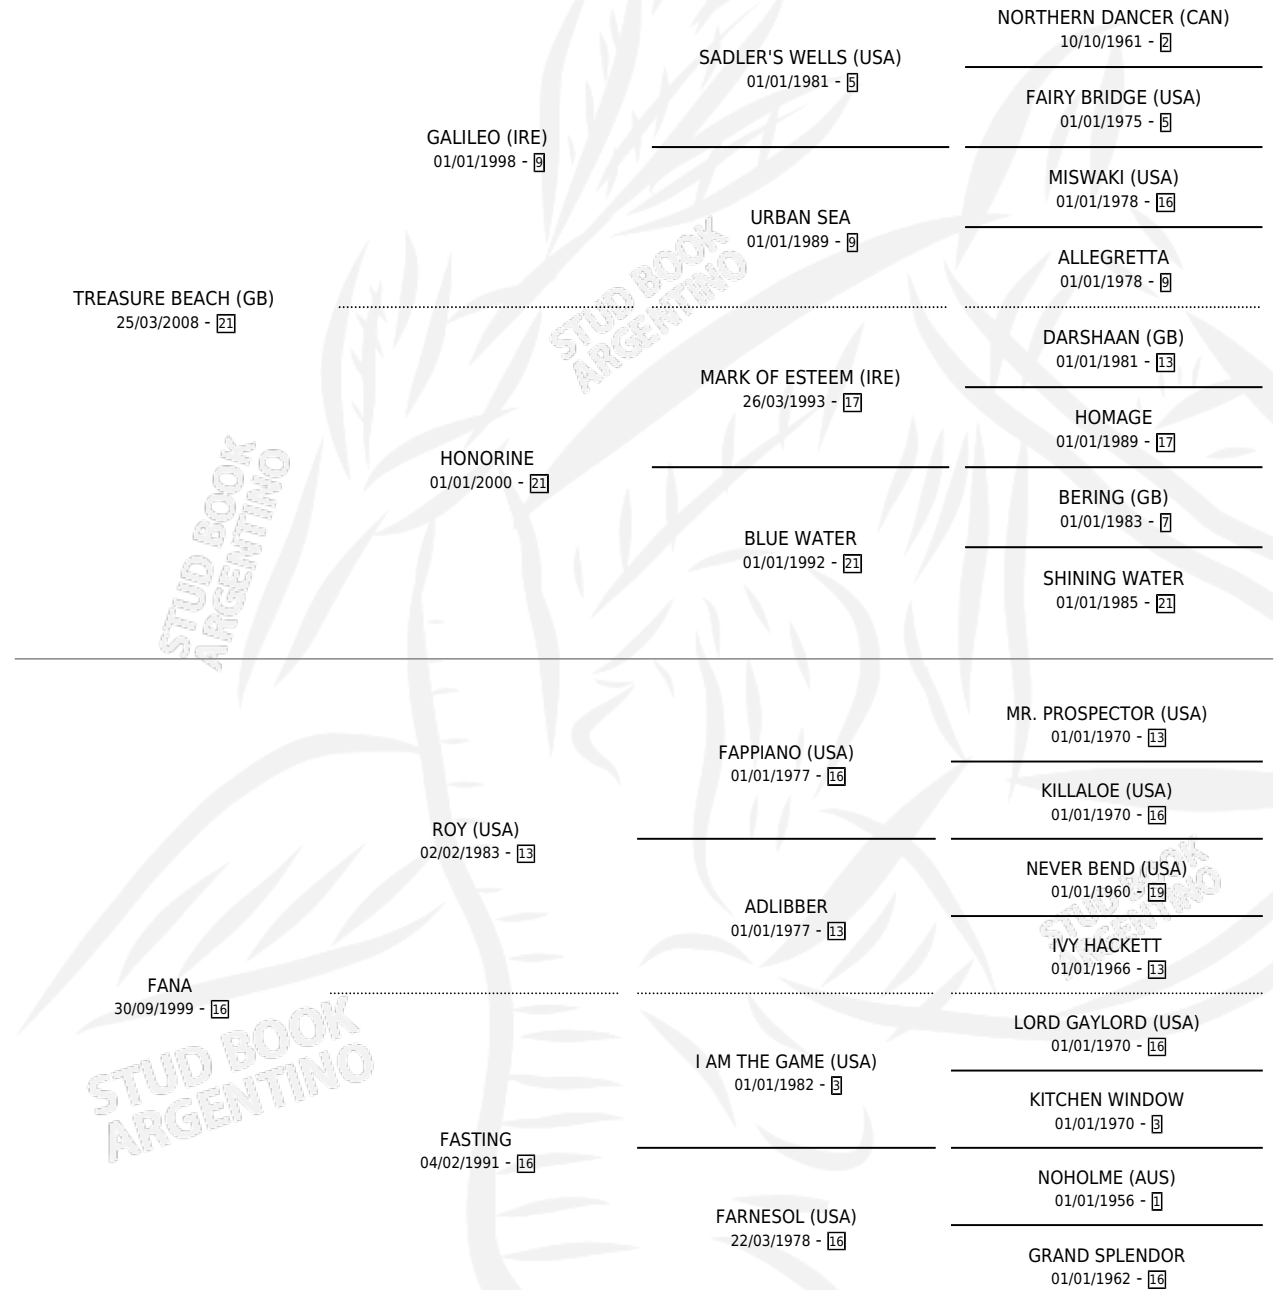 NORTHERN DANCER (CAN)
10/10/1961 - 2
SADLER'S WELLS (USA)
01/01/1981 - 5
FAIRY BRIDGE (USA)
01/01/1975 - 5
GALILEO (IRE)
01/01/1998 - 9
MISWAKI (USA)
01/01/1978 - 16
URBAN SEA
01/01/1989 - 9
ALLEGRETTA
01/01/1978 - 9
TREASURE BEACH (GB)
25/03/2008 - 21
DARSHAAN (GB)
01/01/1981 - 13
MARK OF ESTEEM (IRE)
26/03/1993 - 17
HOMAGE
01/01/1989 - 17
HONORINE
01/01/2000 - 21
BERING (GB)
01/01/1983 - 7
BLUE WATER
01/01/1992 - 21
SHINING WATER
01/01/1985 - 21
STUD BOOK
ARGENTINO
STUD BOOK
ARGENTINO
MR. PROSPECTOR (USA)
01/01/1970 - 13
FAPPIANO (USA)
01/01/1977 - 16
KILLALOE (USA)
01/01/1970 - 16
ROY (USA)
02/02/1983 - 13
NEVER BEND (USA)
01/01/1960 - 19
ADLIBBER
01/01/1977 - 13
IVY HACKETT
01/01/1966 - 13
FANA
30/09/1999 - 16
LORD GAYLORD (USA)
01/01/1970 - 16
I AM THE GAME (USA)
01/01/1982 - 3
KITCHEN WINDOW
01/01/1970 - 3
FASTING
04/02/1991 - 16
NOHOLME (AUS)
01/01/1956 - 1
FARNESOL (USA)
22/03/1978 - 16
GRAND SPLENDOR
01/01/1962 - 16
STUD BOOK
ARGENTINO
STUD BOOK
ARGENTINO